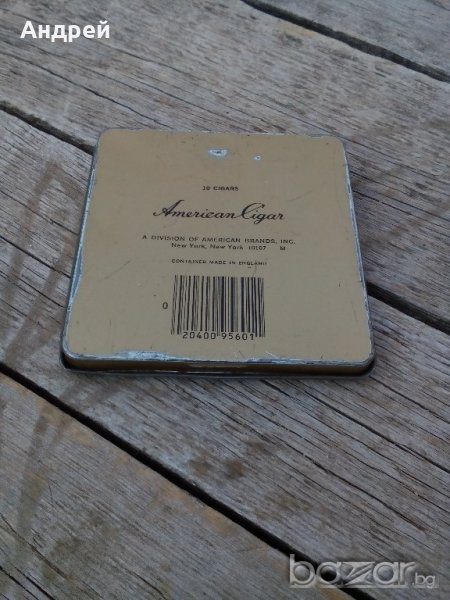 Андрей
10 CIGARS
American Cigar
A DIVISION OF AMERICAN BRANDS, INC.
New York, New York 10167 M
CONTAINER MADE IN ENGLAND
0 20400 95601
bazar.bg